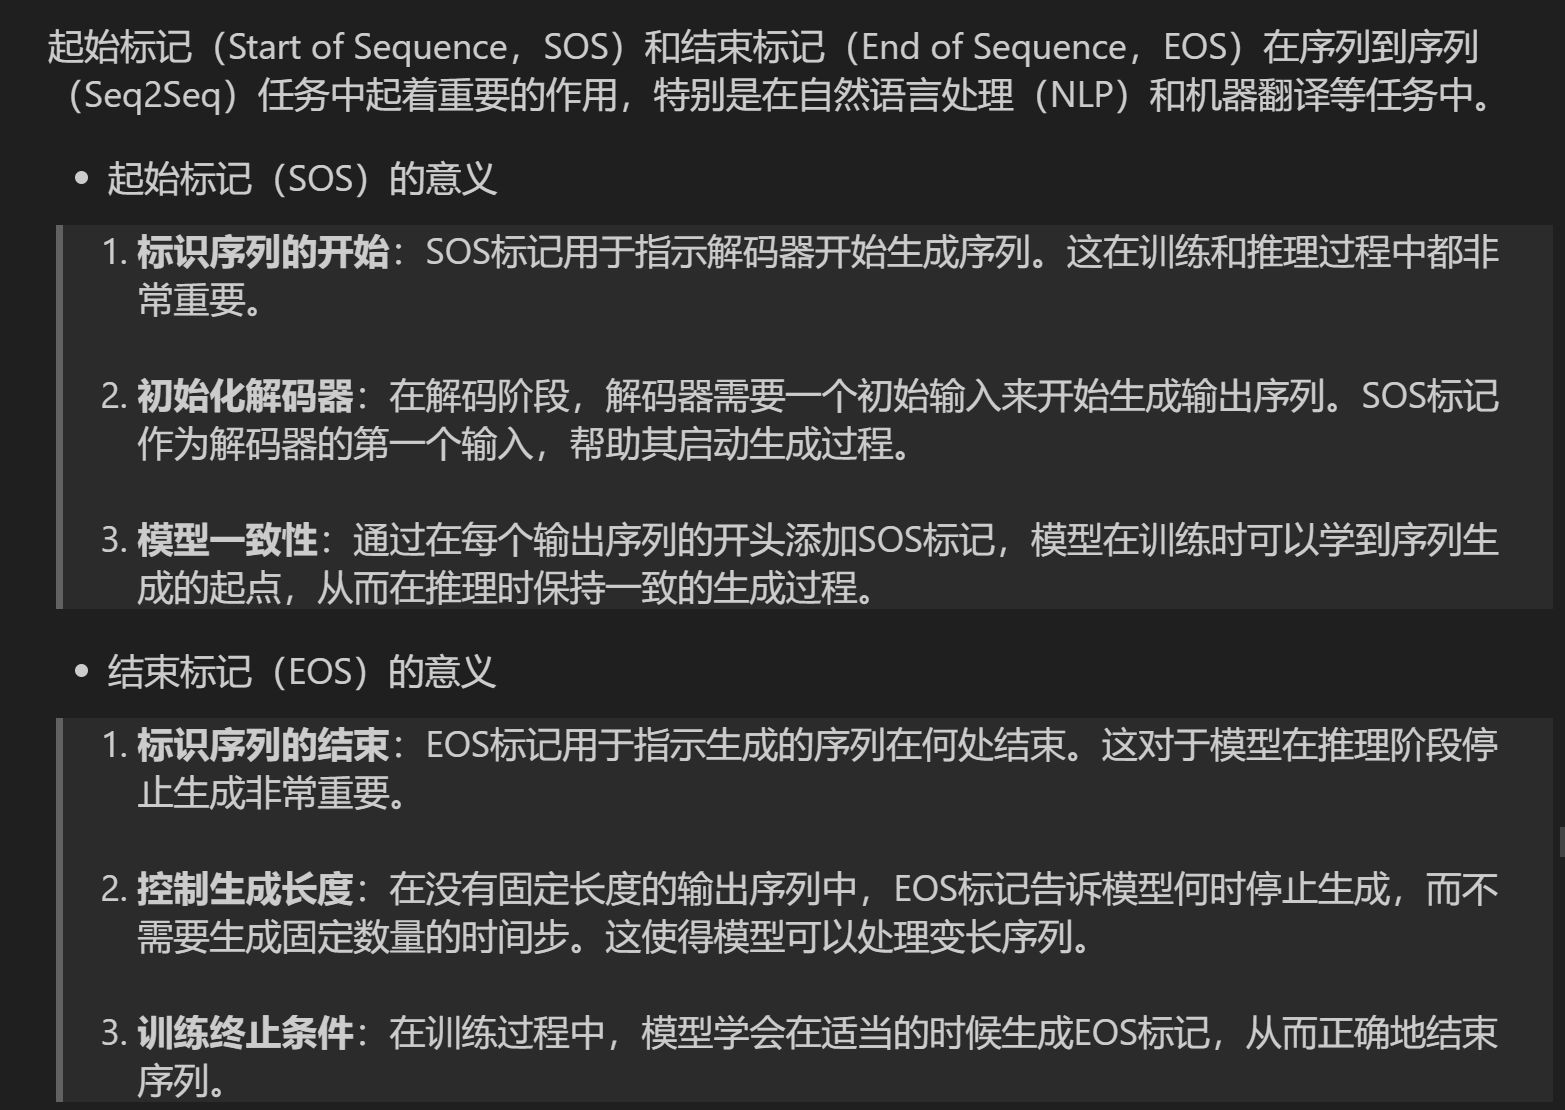 起始标记（Start of Sequence，SOS）和结束标记（End of Sequence，EOS）在序列到序列
（Seq2Seq）任务中起着重要的作用，特别是在自然语言处理（NLP）和机器翻译等任务中。
• 起始标记（SOS）的意义
1. 标识序列的开始：SOS标记用于指示解码器开始生成序列。这在训练和推理过程中都非
常重要。
2. 初始化解码器：在解码阶段，解码器需要一个初始输入来开始生成输出序列。SOS标记
作为解码器的第一个输入，帮助其启动生成过程。
3. 模型一致性：通过在每个输出序列的开头添加SOS标记，模型在训练时可以学到序列生
成的起点，从而在推理时保持一致的生成过程。
• 结束标记（EOS）的意义
1. 标识序列的结束：EOS标记用于指示生成的序列在何处结束。这对于模型在推理阶段停
止生成非常重要。
2. 控制生成长度：在没有固定长度的输出序列中，EOS标记告诉模型何时停止生成，而不
需要生成固定数量的时间步。这使得模型可以处理变长序列。
3. 训练终止条件：在训练过程中，模型学会在适当的时候生成EOS标记，从而正确地结束
序列。